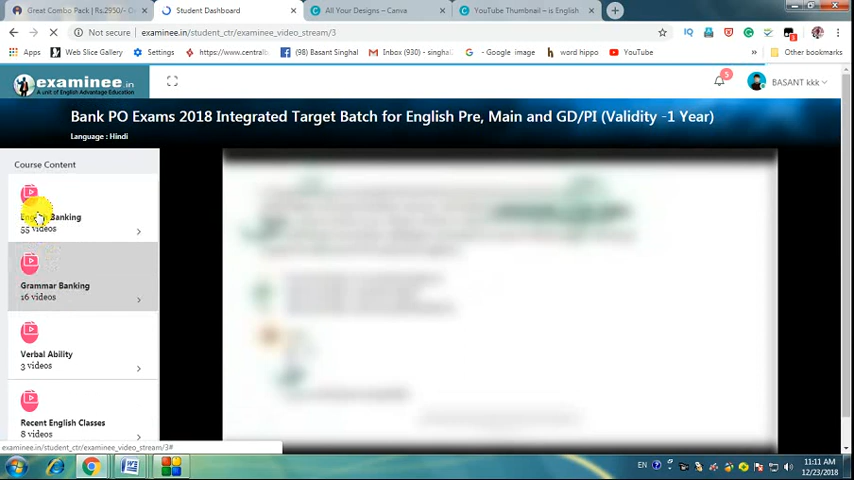 Great Combo Pack | Rs.2950/- O
Student Dashboard
All Your Designs – Canva
YouTube Thumbnail – is English
Not secure
examinee.in/student_ctr/examinee_video_stream/3
Apps
Web Slice Gallery
Settings
https://www.centralb
(98) Basant Singhal
Inbox (930) - singhal
- Google image
word hippo
YouTube
Other bookmarks
examinee.in
A unit of English Advantage Education
5
BASANT kkk
Bank PO Exams 2018 Integrated Target Batch for English Pre, Main and GD/PI (Validity -1 Year)
Language : Hindi
Course Content
English Banking
55 videos
Grammar Banking
16 videos
Verbal Ability
3 videos
Recent English Classes
8 videos
examinee.in/student_ctr/examinee_video_stream/3#
EN
11:11 AM
12/23/2018